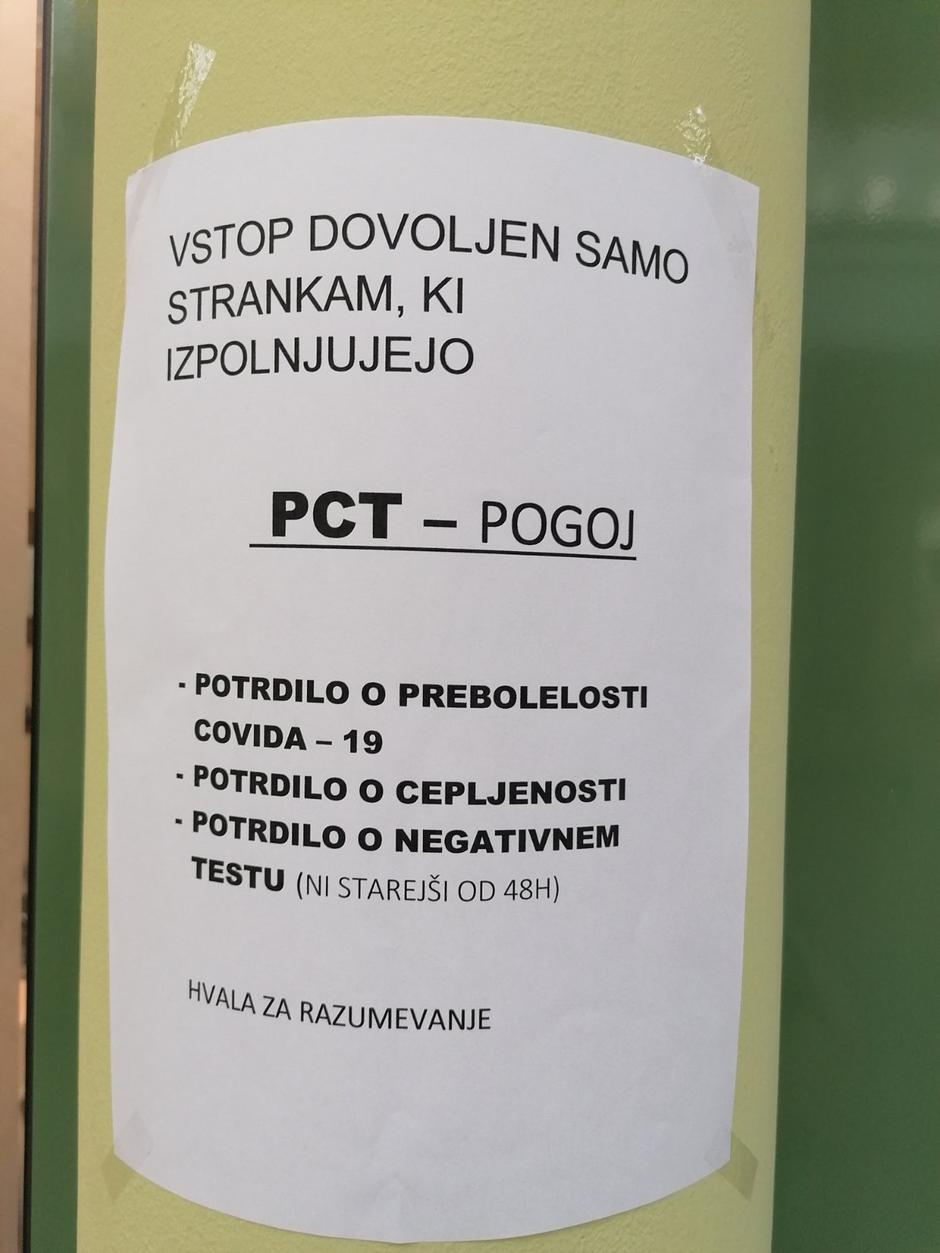 VSTOP DOVOLJEN SAMO
STRANKAM, KI
IZPOLNJUJEJO
PCT – POGOJ
- POTRDILO O PREBOLELOSTI
COVIDA – 19
- POTRDILO O CEPLJENOSTI
- POTRDILO O NEGATIVNEM
TESTU (NI STAREJŠI OD 48H)
HVALA ZA RAZUMEVANJE